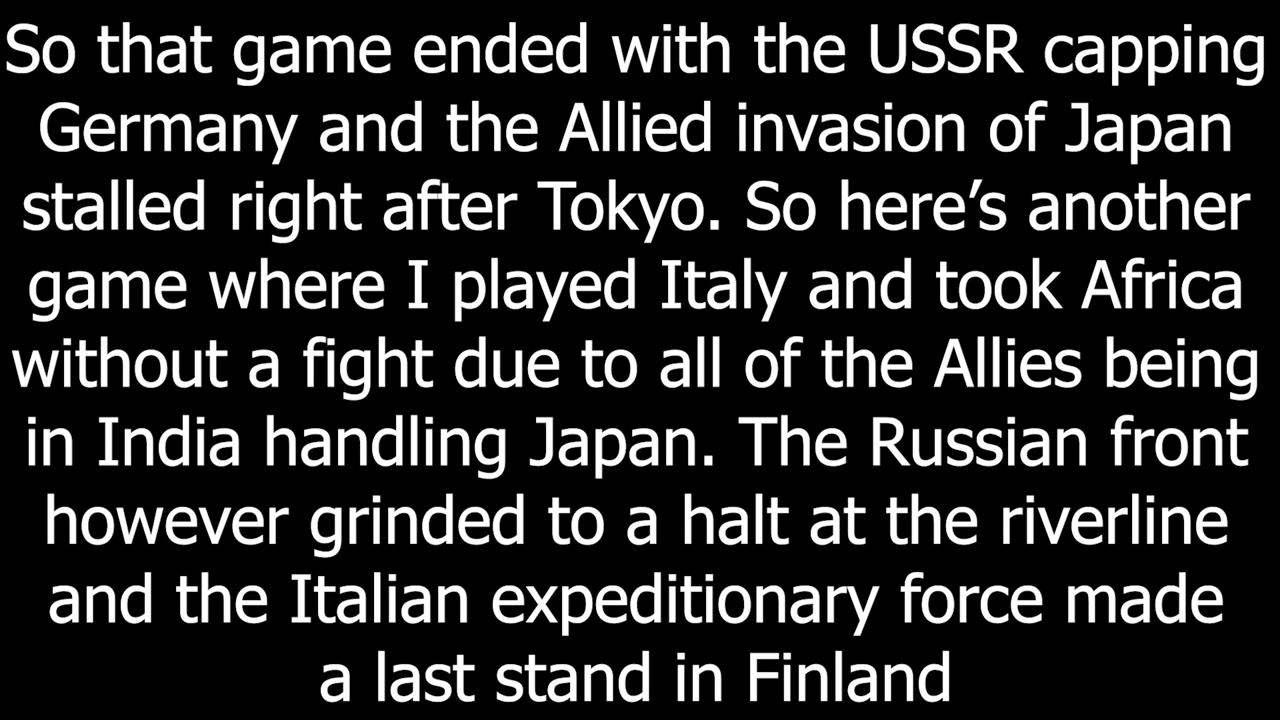 So that game ended with the USSR capping
Germany and the Allied invasion of Japan
stalled right after Tokyo. So here’s another
game where I played Italy and took Africa
without a fight due to all of the Allies being
in India handling Japan. The Russian front
however grinded to a halt at the riverline
and the Italian expeditionary force made
a last stand in Finland